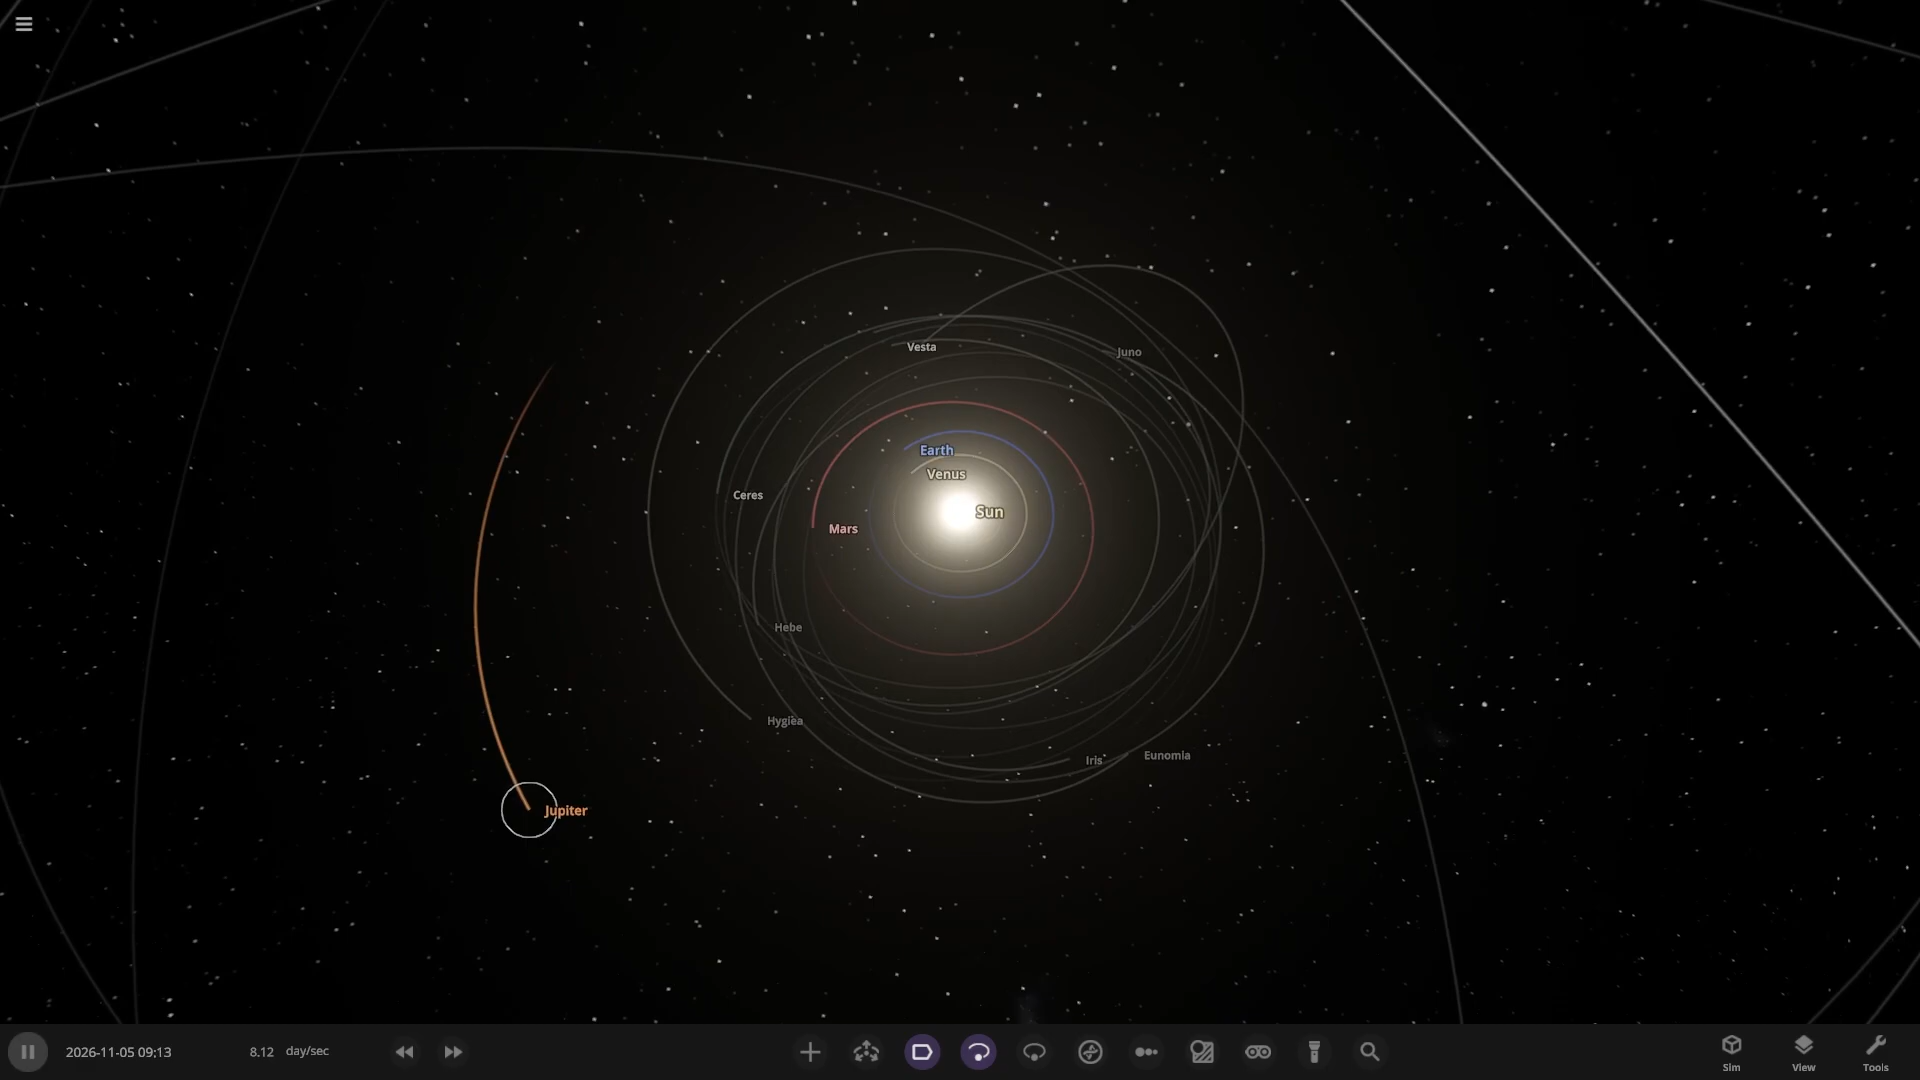 Vesta
Juno
Earth
Venus
Ceres
Sun
Mars
Hebe
Hygiea
Iris
Eunomia
Jupiter
2026-11-05 09:13
8.12 day/sec
Sim
View
Tools